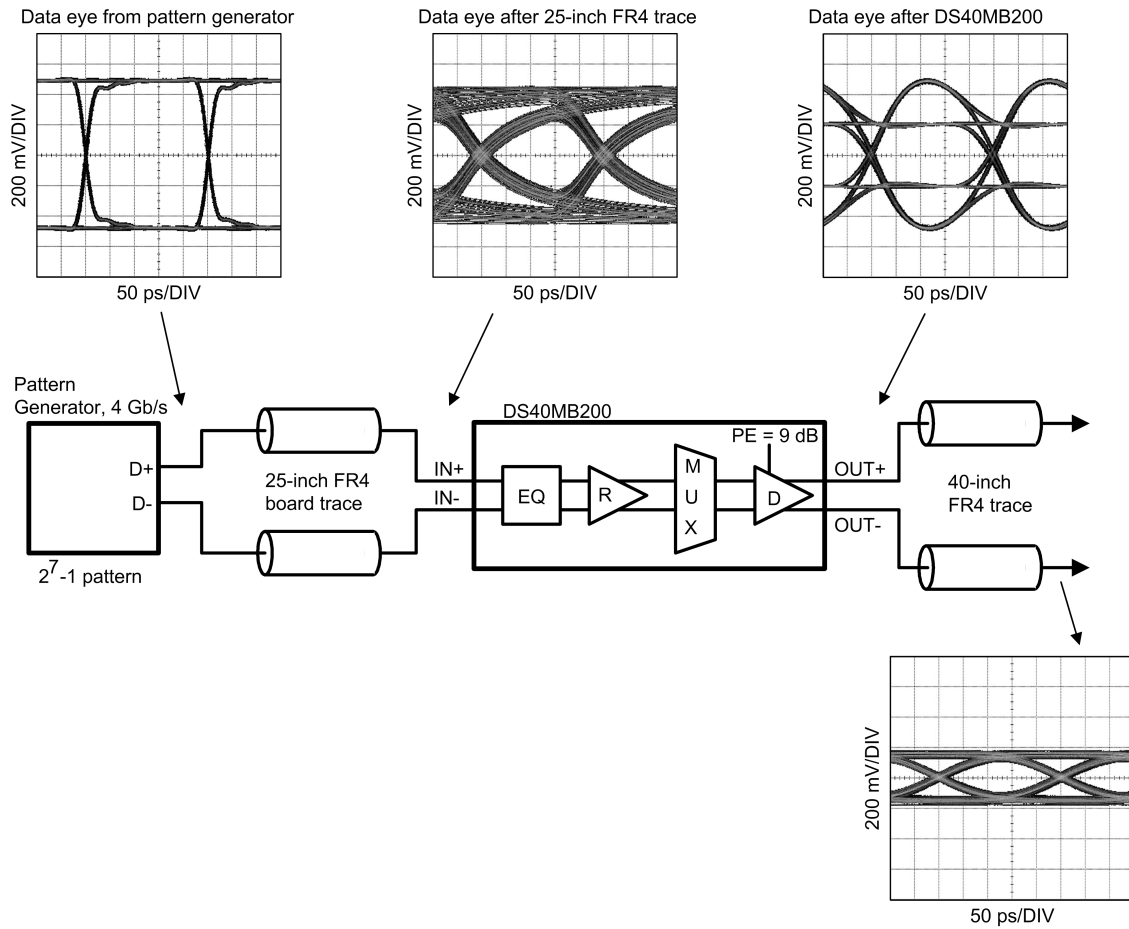 Data eye from pattern generator
Data eye after 25-inch FR4 trace
Data eye after DS40MB200
200 mV/DIV
200 mV/DIV
200 mV/DIV
50 ps/DIV
50 ps/DIV
50 ps/DIV
Pattern
Generator, 4 Gb/s
D+
D-
2^7-1 pattern
25-inch FR4
board trace
DS40MB200
IN+
IN-
EQ
R
M
U
X
PE = 9 dB
D
OUT+
OUT-
40-inch
FR4 trace
200 mV/DIV
50 ps/DIV